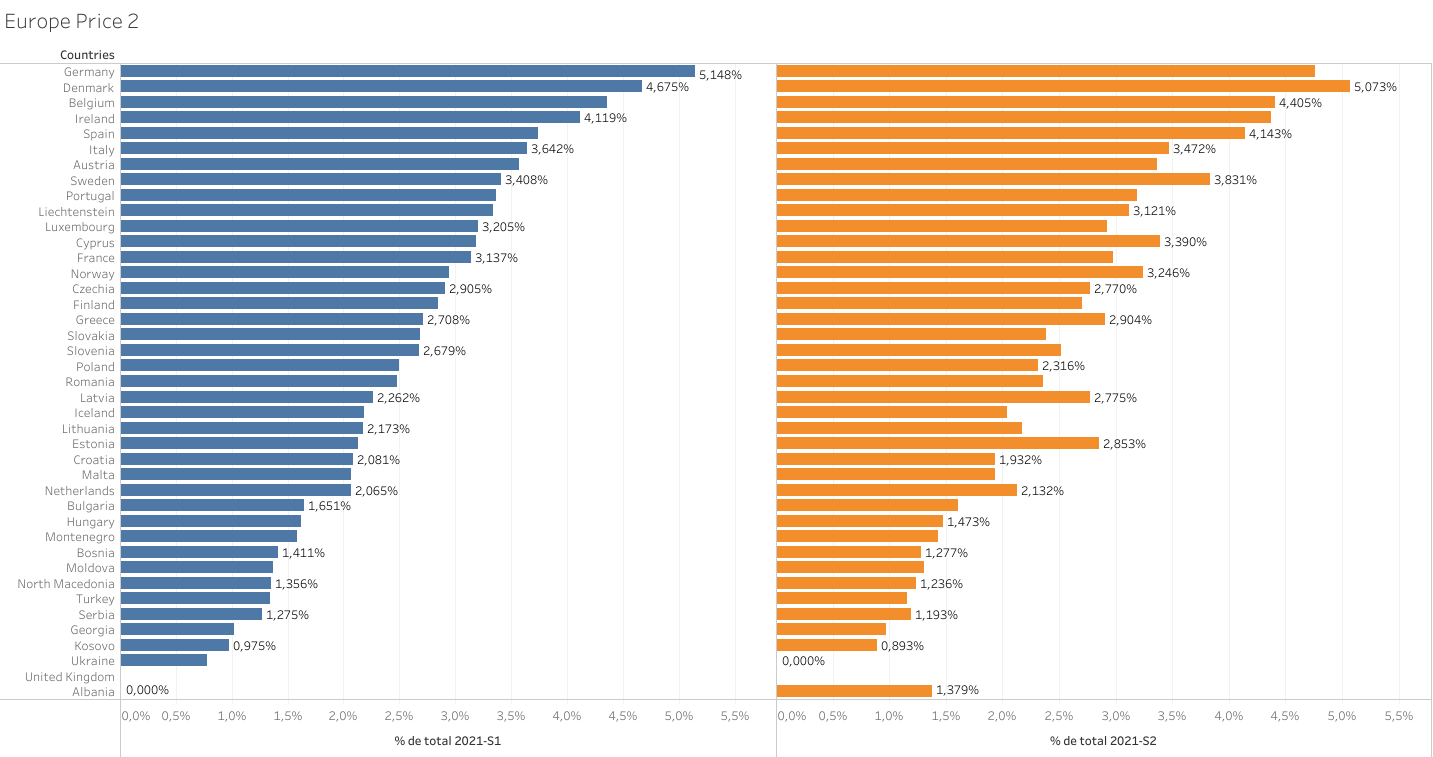 Europe Price 2
Countries
Germany 5,148%
Denmark 4,675% 5,073%
Belgium 4,405%
Ireland 4,119%
Spain 4,143%
Italy 3,642% 3,472%
Austria
Sweden 3,408% 3,831%
Portugal
Liechtenstein 3,121%
Luxembourg 3,205%
Cyprus 3,390%
France 3,137%
Norway 3,246%
Czechia 2,905% 2,770%
Finland
Greece 2,708% 2,904%
Slovakia
Slovenia 2,679%
Poland 2,316%
Romania
Latvia 2,262% 2,775%
Iceland
Lithuania 2,173%
Estonia 2,853%
Croatia 2,081% 1,932%
Malta
Netherlands 2,065% 2,132%
Bulgaria 1,651%
Hungary 1,473%
Montenegro
Bosnia 1,411% 1,277%
Moldova
North Macedonia 1,356% 1,236%
Turkey
Serbia 1,275% 1,193%
Georgia
Kosovo 0,975% 0,893%
Ukraine 0,000%
United Kingdom
Albania 0,000% 1,379%
0,0% 0,5% 1,0% 1,5% 2,0% 2,5% 3,0% 3,5% 4,0% 4,5% 5,0% 5,5% 0,0% 0,5% 1,0% 1,5% 2,0% 2,5% 3,0% 3,5% 4,0% 4,5% 5,0% 5,5%
% de total 2021-S1 % de total 2021-S2